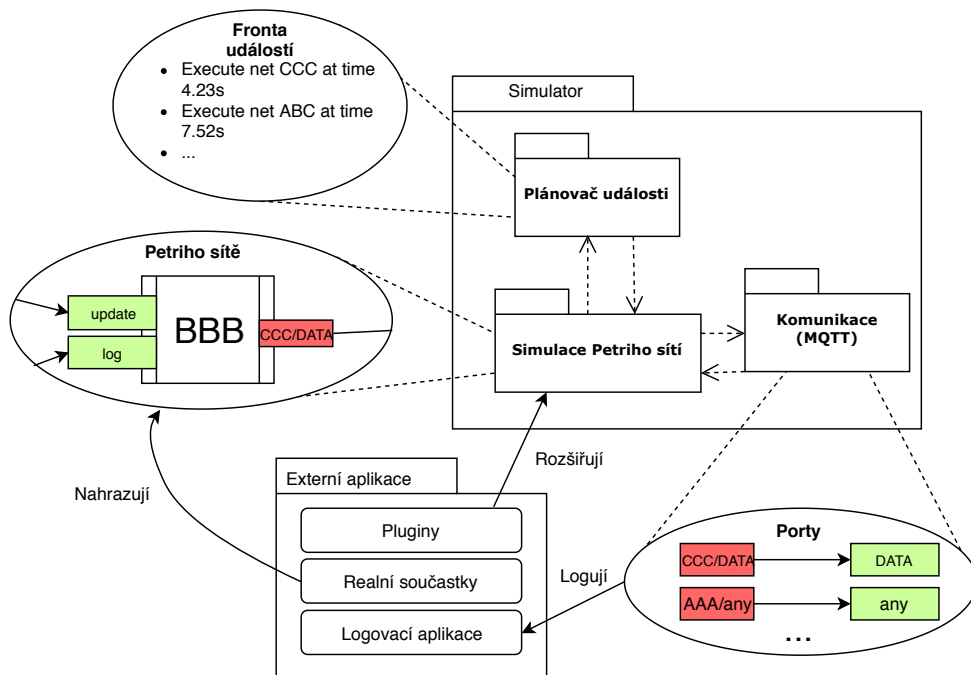 Fronta
událostí
• Execute net CCC at time
4.23s
• Execute net ABC at time
7.52s
• ...
Simulator
Plánovač události
Petriho sítě
update
log
BBB
CCC/DATA
Simulace Petriho sítí
Komunikace
(MQTT)
Nahrazují
Rozšiřují
Externí aplikace
Pluginy
Realní součastky
Logovací aplikace
Logují
Porty
CCC/DATA
DATA
AAA/any
any
...